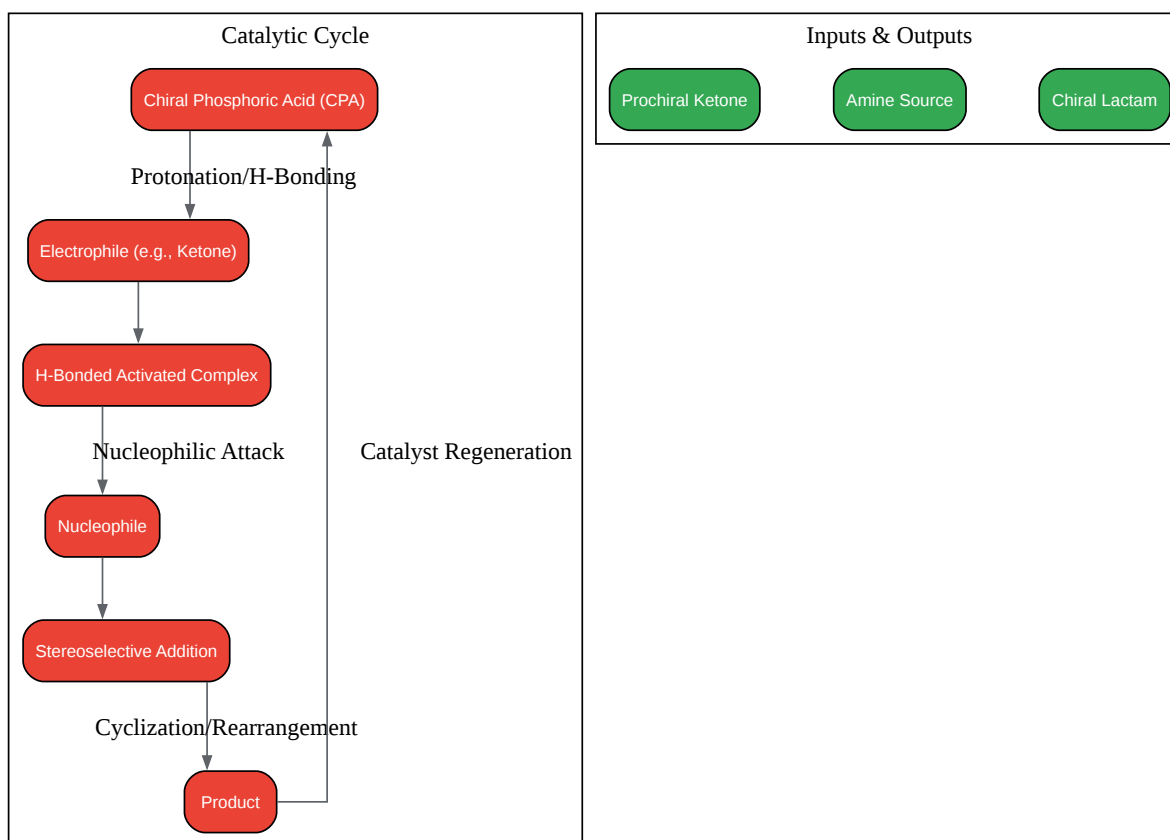 Catalytic Cycle
Chiral Phosphoric Acid (CPA)
Protonation/H-Bonding
Electrophile (e.g., Ketone)
H-Bonded Activated Complex
Nucleophilic Attack
Catalyst Regeneration
Nucleophile
Stereoselective Addition
Cyclization/Rearrangement
Product
Inputs & Outputs
Prochiral Ketone
Amine Source
Chiral Lactam